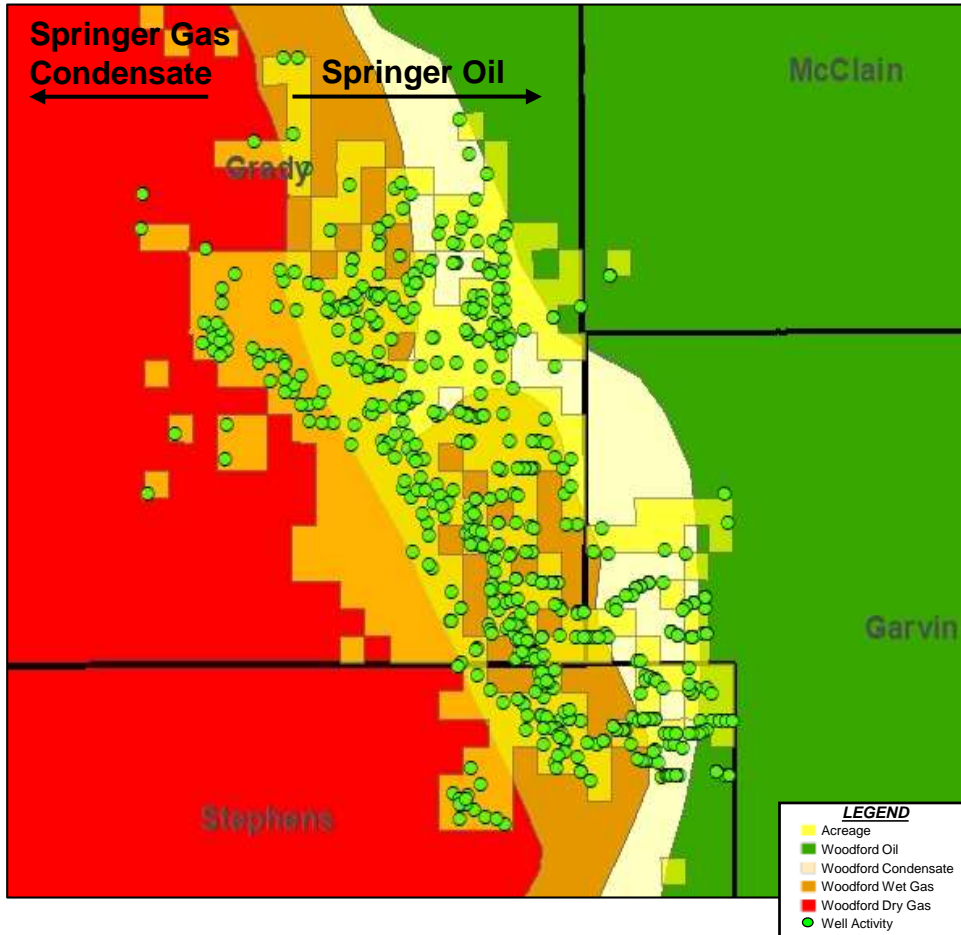 Springer Gas
Condensate
Springer Oil
McClain
Grady
Garvin
Stephens
LEGEND
Acreage
Woodford Oil
Woodford Condensate
Woodford Wet Gas
Woodford Dry Gas
Well Activity